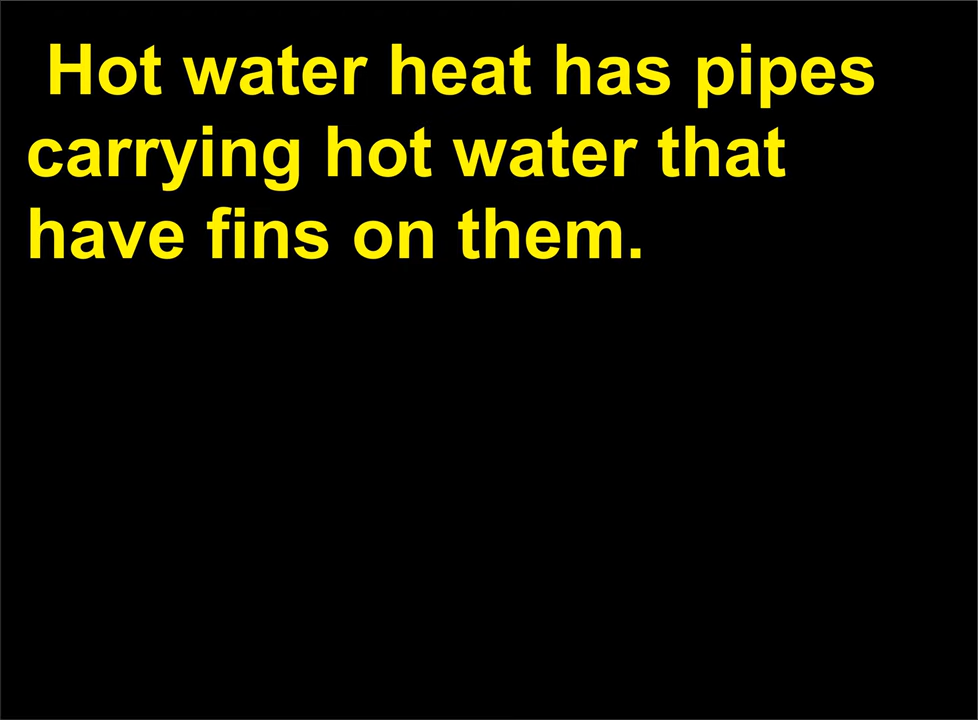 Hot water heat has pipes
carrying hot water that
have fins on them.